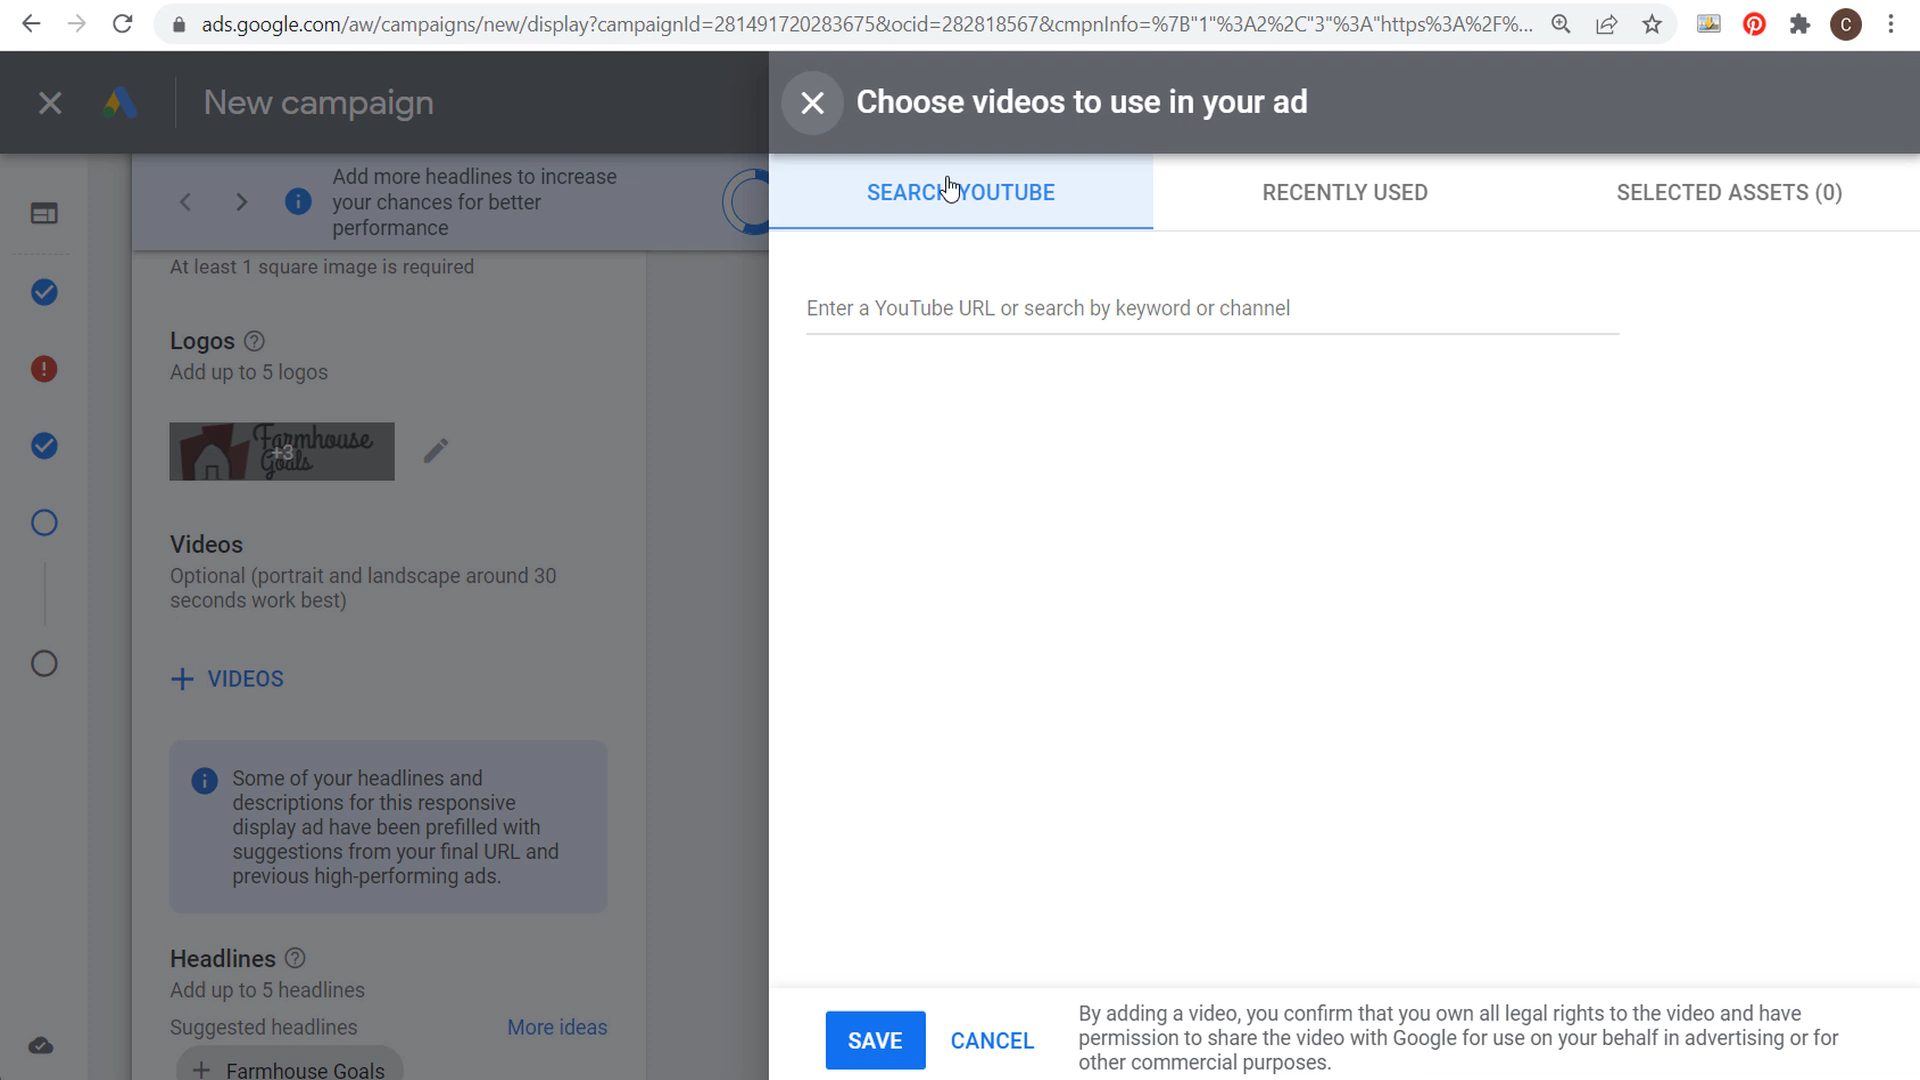 ads.google.com/aw/campaigns/new/display?campaignId=281491720283675&ocid=282818567&cmpnInfo=%7B"1"%3A2%2C"3"%3A"https%3A%2F%...
C
New campaign
Choose videos to use in your ad
Add more headlines to increase
your chances for better
performance
SEARCH YOUTUBE
RECENTLY USED
SELECTED ASSETS (0)
At least 1 square image is required
Enter a YouTube URL or search by keyword or channel
Logos
Add up to 5 logos
Farmhouse
Goals
+3
Videos
Optional (portrait and landscape around 30
seconds work best)
+ VIDEOS
Some of your headlines and
descriptions for this responsive
display ad have been prefilled with
suggestions from your final URL and
previous high-performing ads.
Headlines
Add up to 5 headlines
Suggested headlines
More ideas
+ Farmhouse Goals
SAVE
CANCEL
By adding a video, you confirm that you own all legal rights to the video and have
permission to share the video with Google for use on your behalf in advertising or for
other commercial purposes.